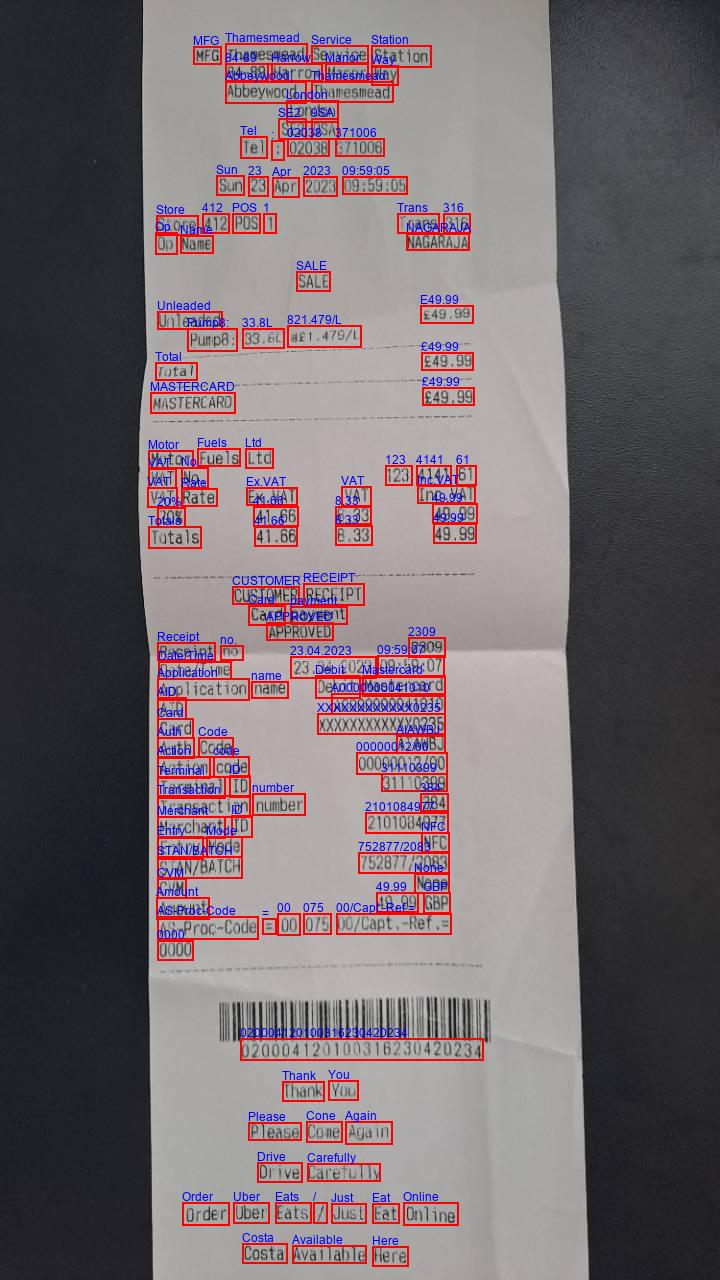 MFG Thamesmead Service Station
84-89 Harrow Manor Way
Abbeywood Thamesmead
London
SE2 9SA
Tel : 02038 371006
Sun 23 Apr 2023 09:59:05
Store 412 POS 1 Trans 316
Op Name NAGARAJA
SALE
Unleaded £49.99
Pump8: 33.8L @£1.479/L
Total £49.99
MASTERCARD £49.99
Motor Fuels Ltd
VAT No. 123 4141 61
VAT Rate Ex.VAT VAT Inc.VAT
20% 41.66 8.33 49.99
Totals 41.66 8.33 49.99
CUSTOMER RECEIPT
Card payment
APPROVED
Receipt no. 2309
Date/Time 23.04.2023 09:59:07
Application name Debit Mastercard
AID A0000000041010
Card XXXXXXXXXXXX0235
Auth Code
Action code 00000012/00
Terminal ID 31110399
Transaction number
Merchant ID 2101084977
Entry Mode NFC
STAN/BATCH 752877/2083
CVM None
Amount 49.99 GBP
AS-Proc-Code = 00 075 00/Capt.-Ref.=
0000
0200041201003162304​20234
Thank You
Please Come Again
Drive Carefully
Order Uber Eats / Just Eat Online
Costa Available Here